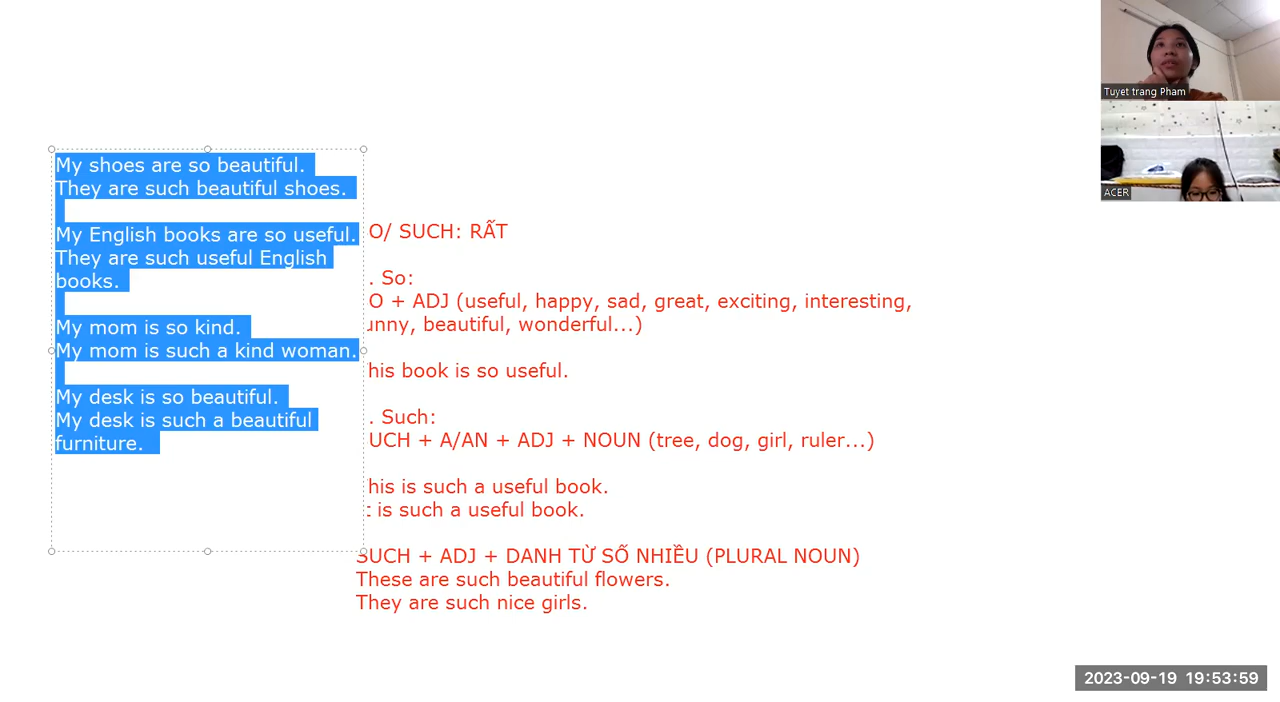 My shoes are so beautiful.
They are such beautiful shoes.
My English books are so useful.
They are such useful English
books.
My mom is so kind.
My mom is such a kind woman.
My desk is so beautiful.
My desk is such a beautiful
furniture.
O/ SUCH: RẤT
. So:
O + ADJ (useful, happy, sad, great, exciting, interesting,
unny, beautiful, wonderful...)
his book is so useful.
. Such:
UCH + A/AN + ADJ + NOUN (tree, dog, girl, ruler...)
his is such a useful book.
t is such a useful book.
SUCH + ADJ + DANH TỪ SỐ NHIỀU (PLURAL NOUN)
These are such beautiful flowers.
They are such nice girls.
Tuyet trang Pham
ACER
2023-09-19 19:53:59